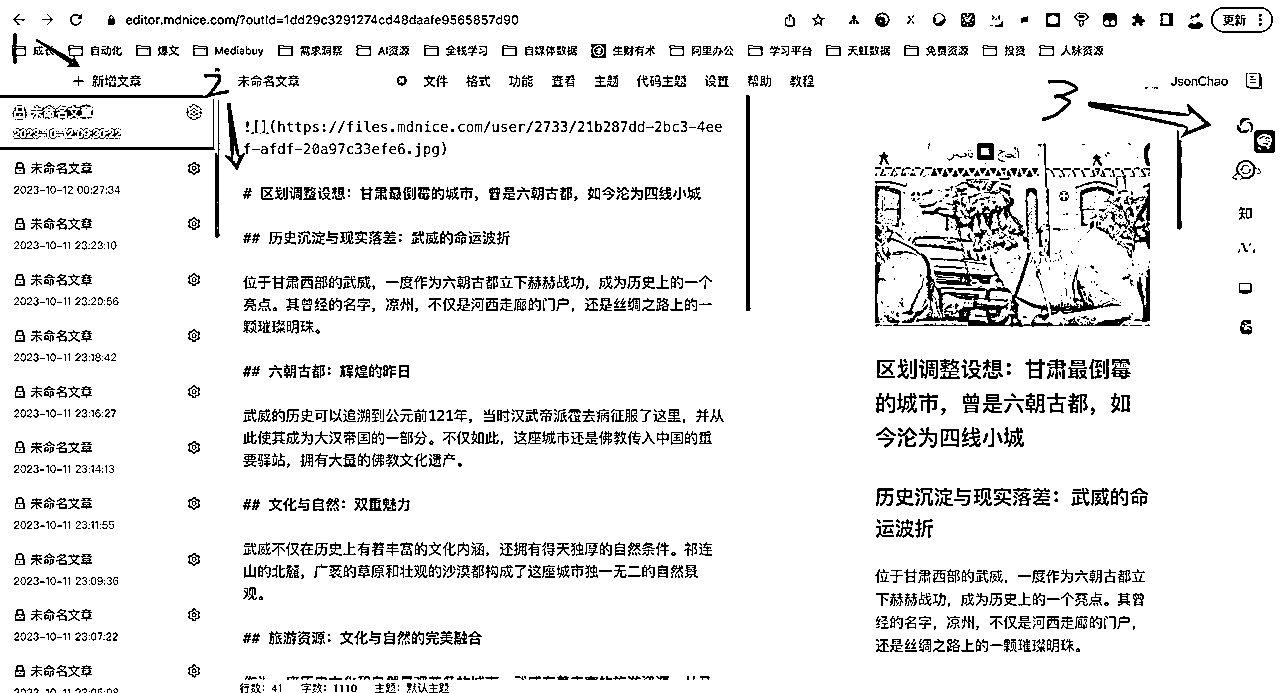 editor.mdnice.com/?outId=1dd29c3291274cd48daafe9565857d90
更新
成长 自动化 爆文 Mediabuy 需求洞察 AI资源 全栈学习 自媒体数据 生财有术 阿里办公 学习平台 天虹数据 免费资源 投资 人脉资源
1
+ 新增文章
2
未命名文章
文件 格式 功能 查看 主题 代码主题 设置 帮助 教程
3
JsonChao
未命名文章
未命名文章
2023-10-12 00:27:34
未命名文章
2023-10-11 23:23:10
未命名文章
2023-10-11 23:20:56
未命名文章
2023-10-11 23:18:42
未命名文章
2023-10-11 23:16:27
未命名文章
2023-10-11 23:14:13
未命名文章
2023-10-11 23:11:55
未命名文章
2023-10-11 23:09:36
未命名文章
2023-10-11 23:07:22
未命名文章
![](https://files.mdnice.com/user/2733/21b287dd-2bc3-4ee
f-afdf-20a97c33efe6.jpg)
# 区划调整设想：甘肃最倒霉的城市，曾是六朝古都，如今沦为四线小城
## 历史沉淀与现实落差：武威的命运波折
位于甘肃西部的武威，一度作为六朝古都立下赫赫战功，成为历史上的一个
亮点。其曾经的名字，凉州，不仅是河西走廊的门户，还是丝绸之路上的一
颗璀璨明珠。
## 六朝古都：辉煌的昨日
武威的历史可以追溯到公元前121年，当时汉武帝派霍去病征服了这里，并从
此使其成为大汉帝国的一部分。不仅如此，这座城市还是佛教传入中国的重
要驿站，拥有大量的佛教文化遗产。
## 文化与自然：双重魅力
武威不仅在历史上有着丰富的文化内涵，还拥有得天独厚的自然条件。祁连
山的北麓，广袤的草原和壮观的沙漠都构成了这座城市独一无二的自然景
观。
## 旅游资源：文化与自然的完美融合
行数：41 字数：1110 主题：默认主题
区划调整设想：甘肃最倒霉
的城市，曾是六朝古都，如
今沦为四线小城
历史沉淀与现实落差：武威的命
运波折
位于甘肃西部的武威，一度作为六朝古都立
下赫赫战功，成为历史上的一个亮点。其曾
经的名字，凉州，不仅是河西走廊的门户，
还是丝绸之路上的一颗璀璨明珠。
知